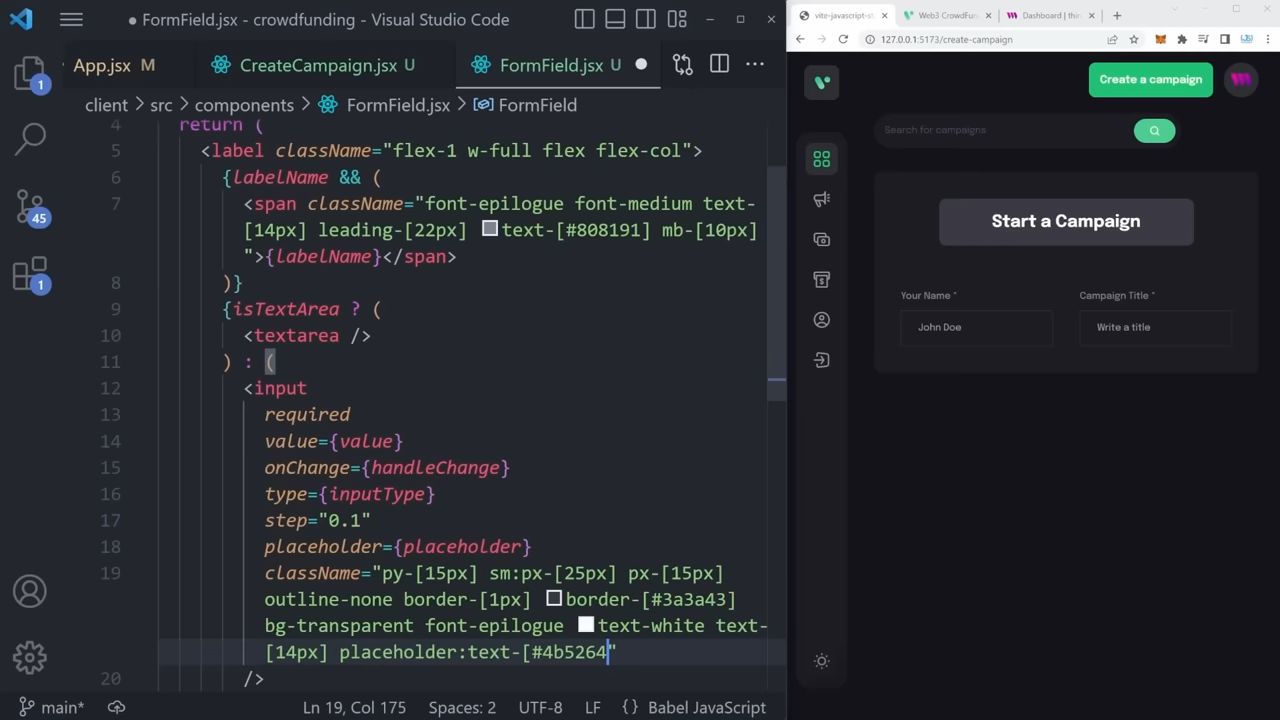 FormField.jsx - crowdfunding - Visual Studio Code
App.jsx M
CreateCampaign.jsx U
FormField.jsx U
client > src > components > FormField.jsx > FormField
4 return (
5 <label className="flex-1 w-full flex flex-col">
6 {labelName && (
7 <span className="font-epilogue font-medium text-
[14px] leading-[22px] text-[#808191] mb-[10px]
">{labelName}</span>
8 )}
9 {isTextArea ? (
10 <textarea />
11 ) : (
12 <input
13 required
14 value={value}
15 onChange={handleChange}
16 type={inputType}
17 step="0.1"
18 placeholder={placeholder}
19 className="py-[15px] sm:px-[25px] px-[15px]
outline-none border-[1px] border-[#3a3a43]
bg-transparent font-epilogue text-white text-
[14px] placeholder:text-[#4b5264"
/>
1
45
1
main*
Ln 19, Col 175
Spaces: 2
UTF-8
LF
{} Babel JavaScript
vite-javascript-st
Web3 CrowdFun
Dashboard | thir
127.0.0.1:5173/create-campaign
Create a campaign
Search for campaigns
Start a Campaign
Your Name *
Campaign Title *
John Doe
Write a title